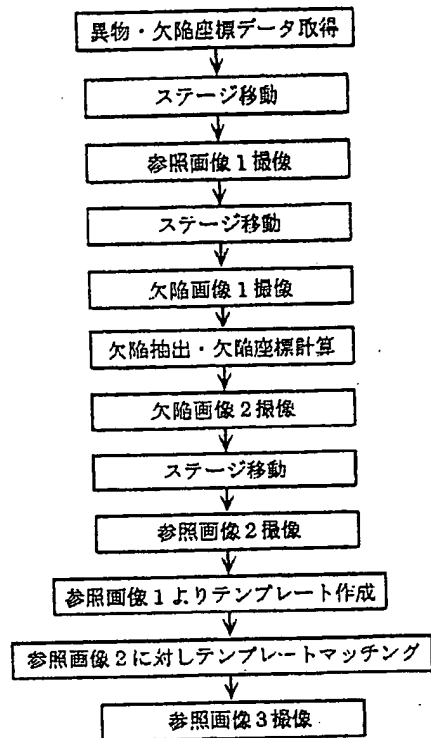 異物・欠陥座標データ取得
ステージ移動
参照画像1撮像
ステージ移動
欠陥画像1撮像
欠陥抽出・欠陥座標計算
欠陥画像2撮像
ステージ移動
参照画像2撮像
参照画像1よりテンプレート作成
参照画像2に対しテンプレートマッチング
参照画像3撮像